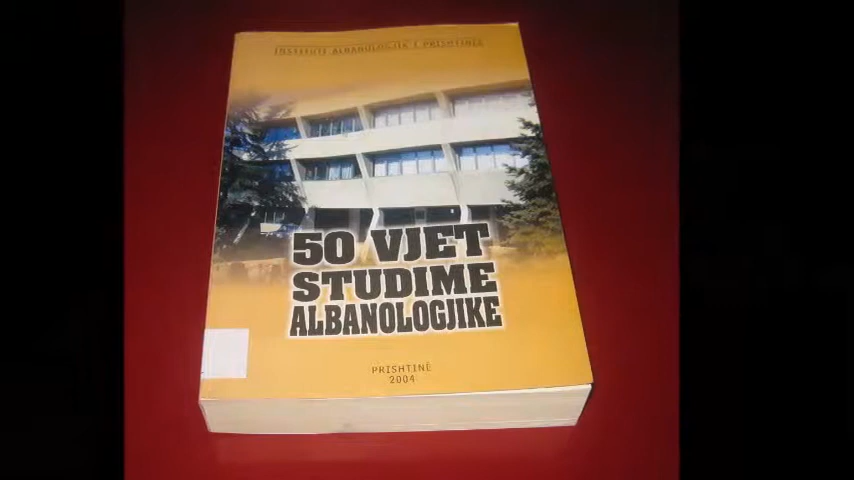 INSTITUTI ALBANOLOGJIK I PRISHTINËS
50 VJET
STUDIME
ALBANOLOGJIKE
PRISHTINË
2004